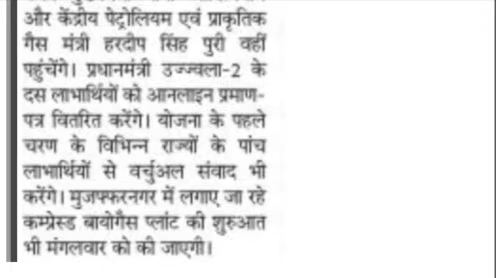 और केंद्रीय पेट्रोलियम एवं प्राकृतिक
गैस मंत्री हरदीप सिंह पुरी वहीं
पहुंचेंगे। प्रधानमंत्री उज्ज्वला-2 के
दस लाभार्थियों को आनलाइन प्रमाण-
पत्र वितरित करेंगे। योजना के पहले
चरण के विभिन्न राज्यों के पांच
लाभार्थियों से वर्चुअल संवाद भी
करेंगे। मुजफ्फरनगर में लगाए जा रहे
कम्प्रेस्ड बायोगैस प्लांट की शुरुआत
भी मंगलवार को की जाएगी।